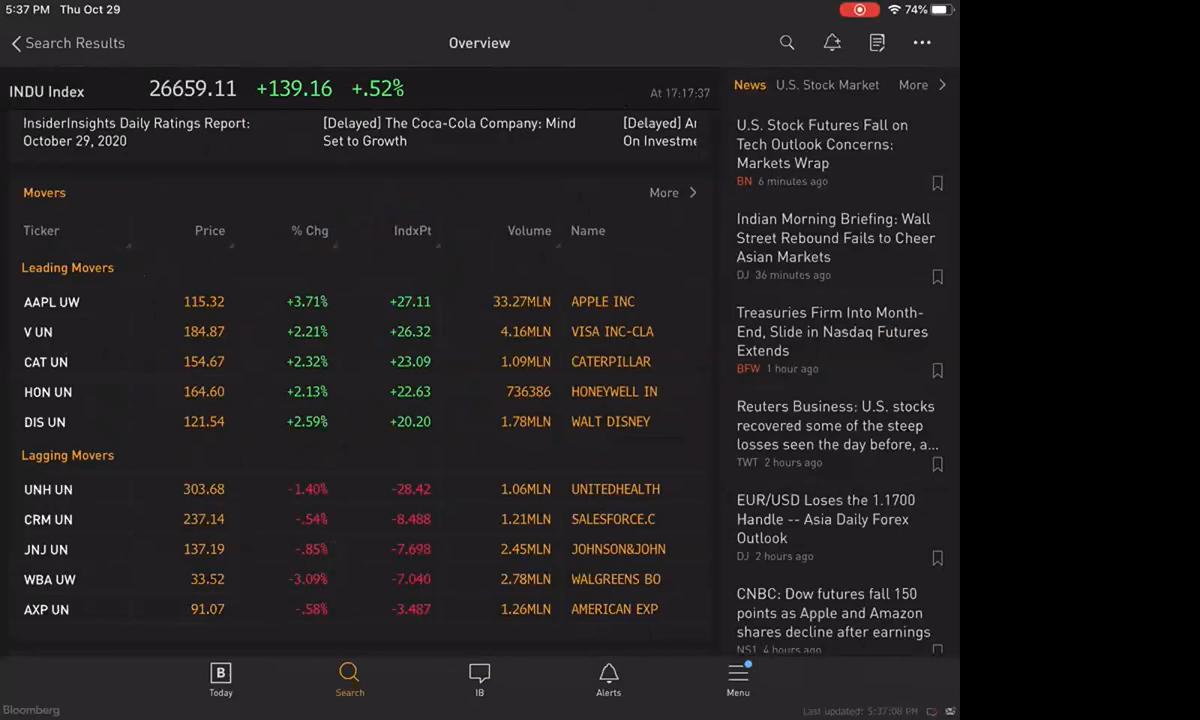 5:37 PM Thu Oct 29
74%
Search Results
Overview
INDU Index 26659.11 +139.16 +.52% At 17:17:37
InsiderInsights Daily Ratings Report:
October 29, 2020
[Delayed] The Coca-Cola Company: Mind
Set to Growth
[Delayed]
On Investme
Movers More
Ticker Price % Chg IndxPt Volume Name
Leading Movers
AAPL UW 115.32 +3.71% +27.11 33.27MLN APPLE INC
V UN 184.87 +2.21% +26.32 4.16MLN VISA INC-CLA
CAT UN 154.67 +2.32% +23.09 1.09MLN CATERPILLAR
HON UN 164.60 +2.13% +22.63 736386 HONEYWELL IN
DIS UN 121.54 +2.59% +20.20 1.78MLN WALT DISNEY
Lagging Movers
UNH UN 303.68 -1.40% -28.42 1.06MLN UNITEDHEALTH
CRM UN 237.14 -.54% -8.488 1.21MLN SALESFORCE.C
JNJ UN 137.19 -.85% -7.698 2.45MLN JOHNSON&JOHN
WBA UW 33.52 -3.09% -7.040 2.78MLN WALGREENS BO
AXP UN 91.07 -.58% -3.487 1.26MLN AMERICAN EXP
News U.S. Stock Market More
U.S. Stock Futures Fall on
Tech Outlook Concerns:
Markets Wrap
BN 6 minutes ago
Indian Morning Briefing: Wall
Street Rebound Fails to Cheer
Asian Markets
DJ 36 minutes ago
Treasuries Firm Into Month-
End, Slide in Nasdaq Futures
Extends
BFW 1 hour ago
Reuters Business: U.S. stocks
recovered some of the steep
losses seen the day before, a...
TWT 2 hours ago
EUR/USD Loses the 1.1700
Handle -- Asia Daily Forex
Outlook
DJ 2 hours ago
CNBC: Dow futures fall 150
points as Apple and Amazon
shares decline after earnings
NS1 4 hours ago
B
Today
Search
IB
Alerts
Menu
Bloomberg
Last updated: 5:37:08 PM